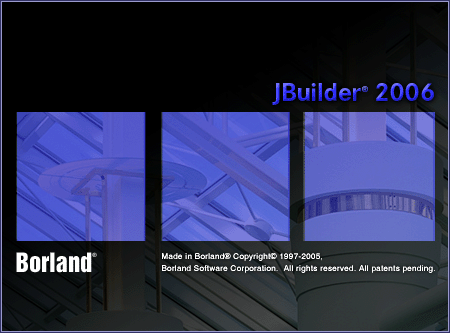 JBuilder® 2006
Borland®
Made in Borland® Copyright© 1997-2005,
Borland Software Corporation. All rights reserved. All patents pending.